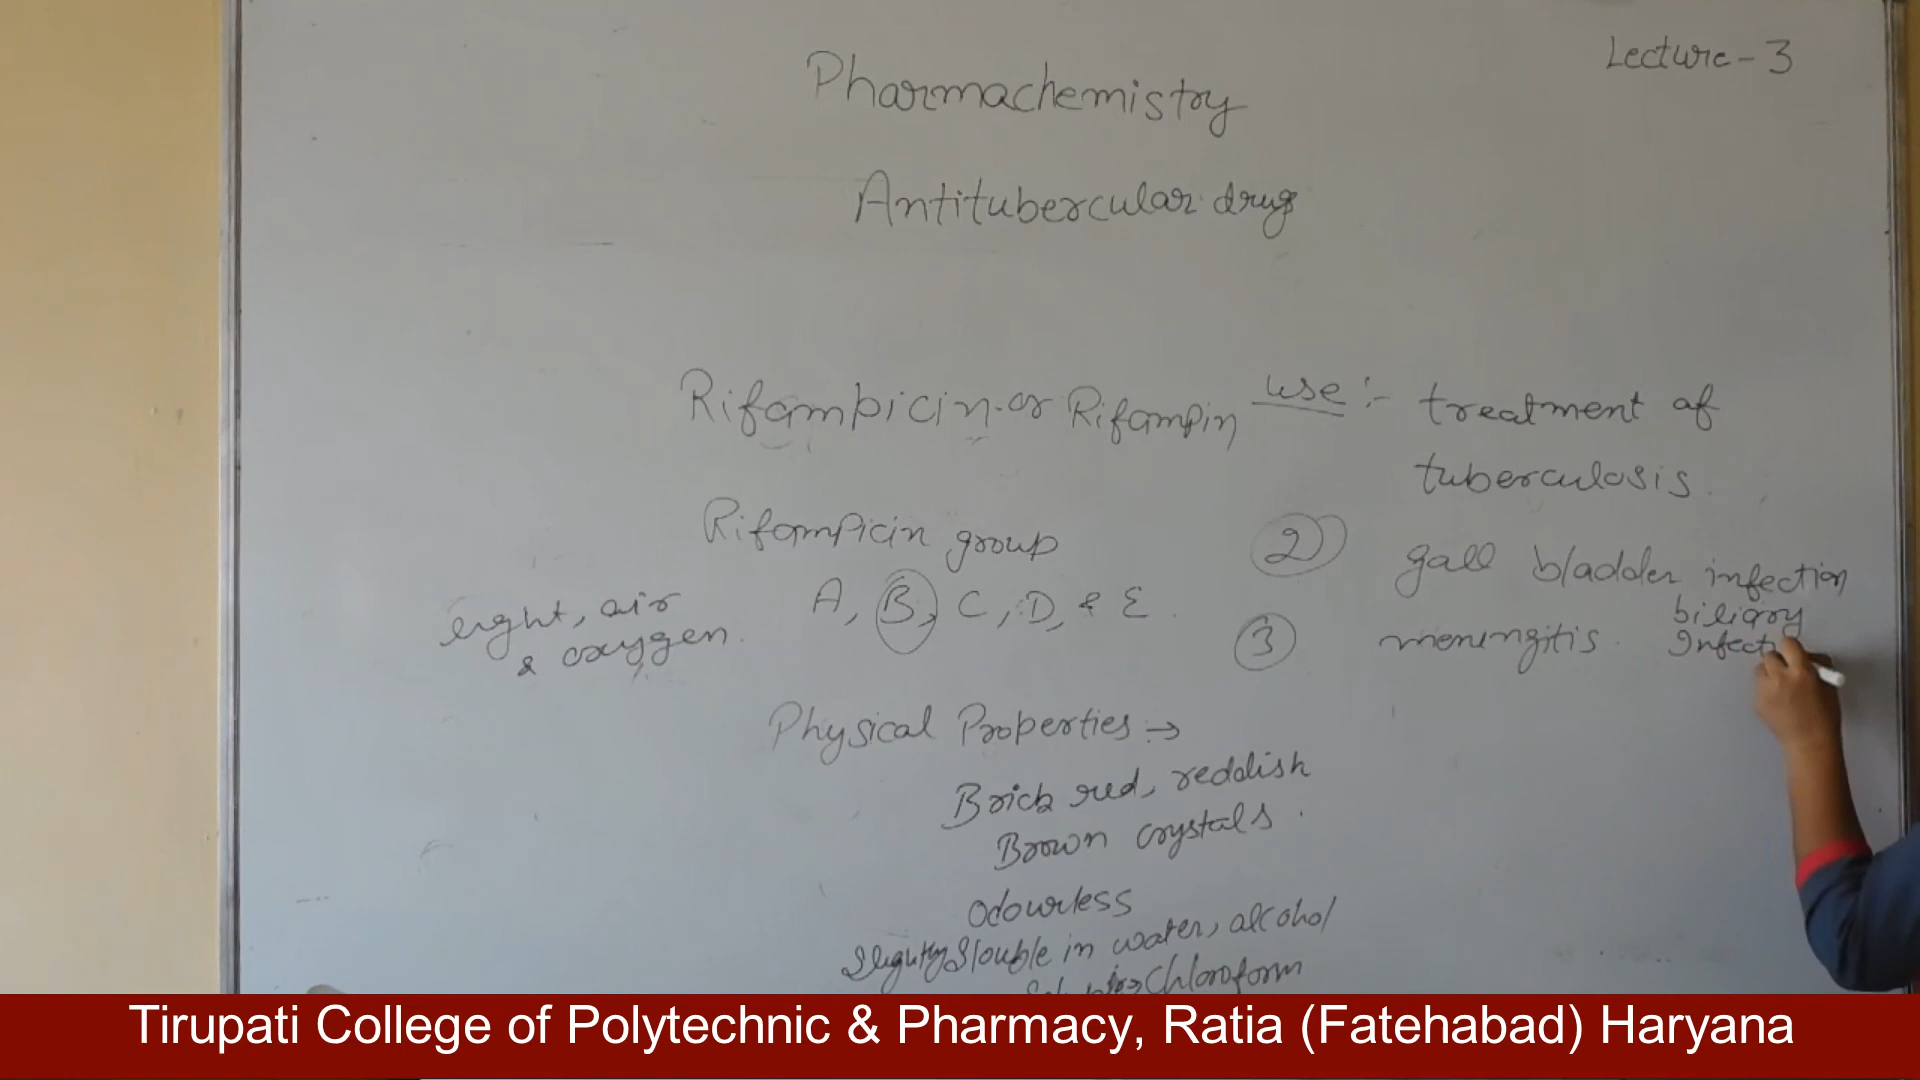 Lecture-3
Pharmachemistry
Antitubercular drug
Rifampicin or Rifampin
use :- treatment of
tuberculosis.
Rifampicin group
A, B, C, D, & E.
light, air
& oxygen.
2) gall bladder infection
biliary
Infect
3 meningitis.
Physical Properties →
Brick red, reddish
Brown crystals.
Odourless
Slightly Slouble in water, alcohol
Chloroform
Tirupati College of Polytechnic & Pharmacy, Ratia (Fatehabad) Haryana